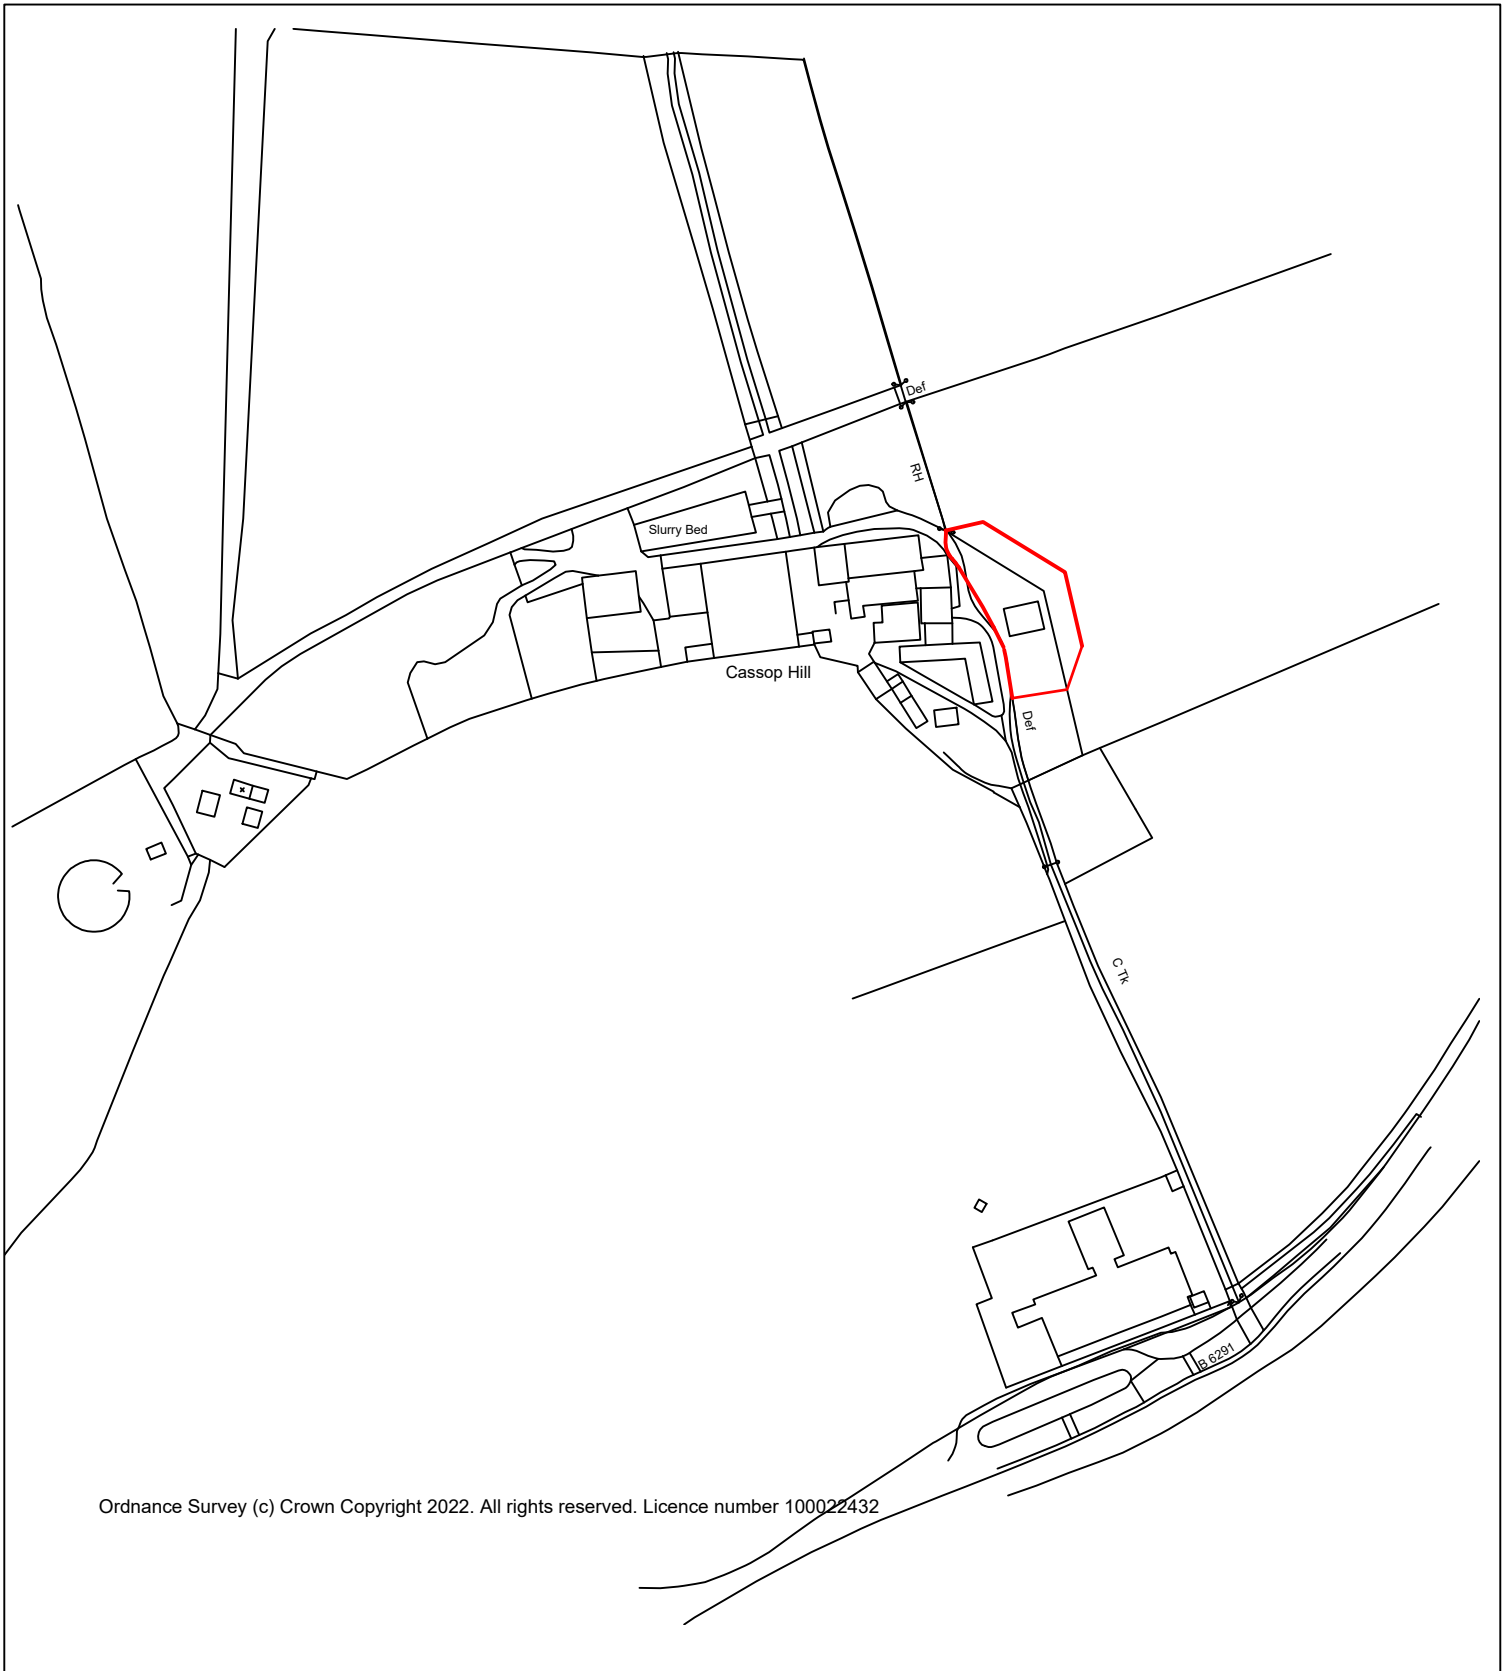 Def
RH
Slurry Bed
Cassop Hill
Def
C Tk
B 6291
Ordnance Survey (c) Crown Copyright 2022. All rights reserved. Licence number 100022432